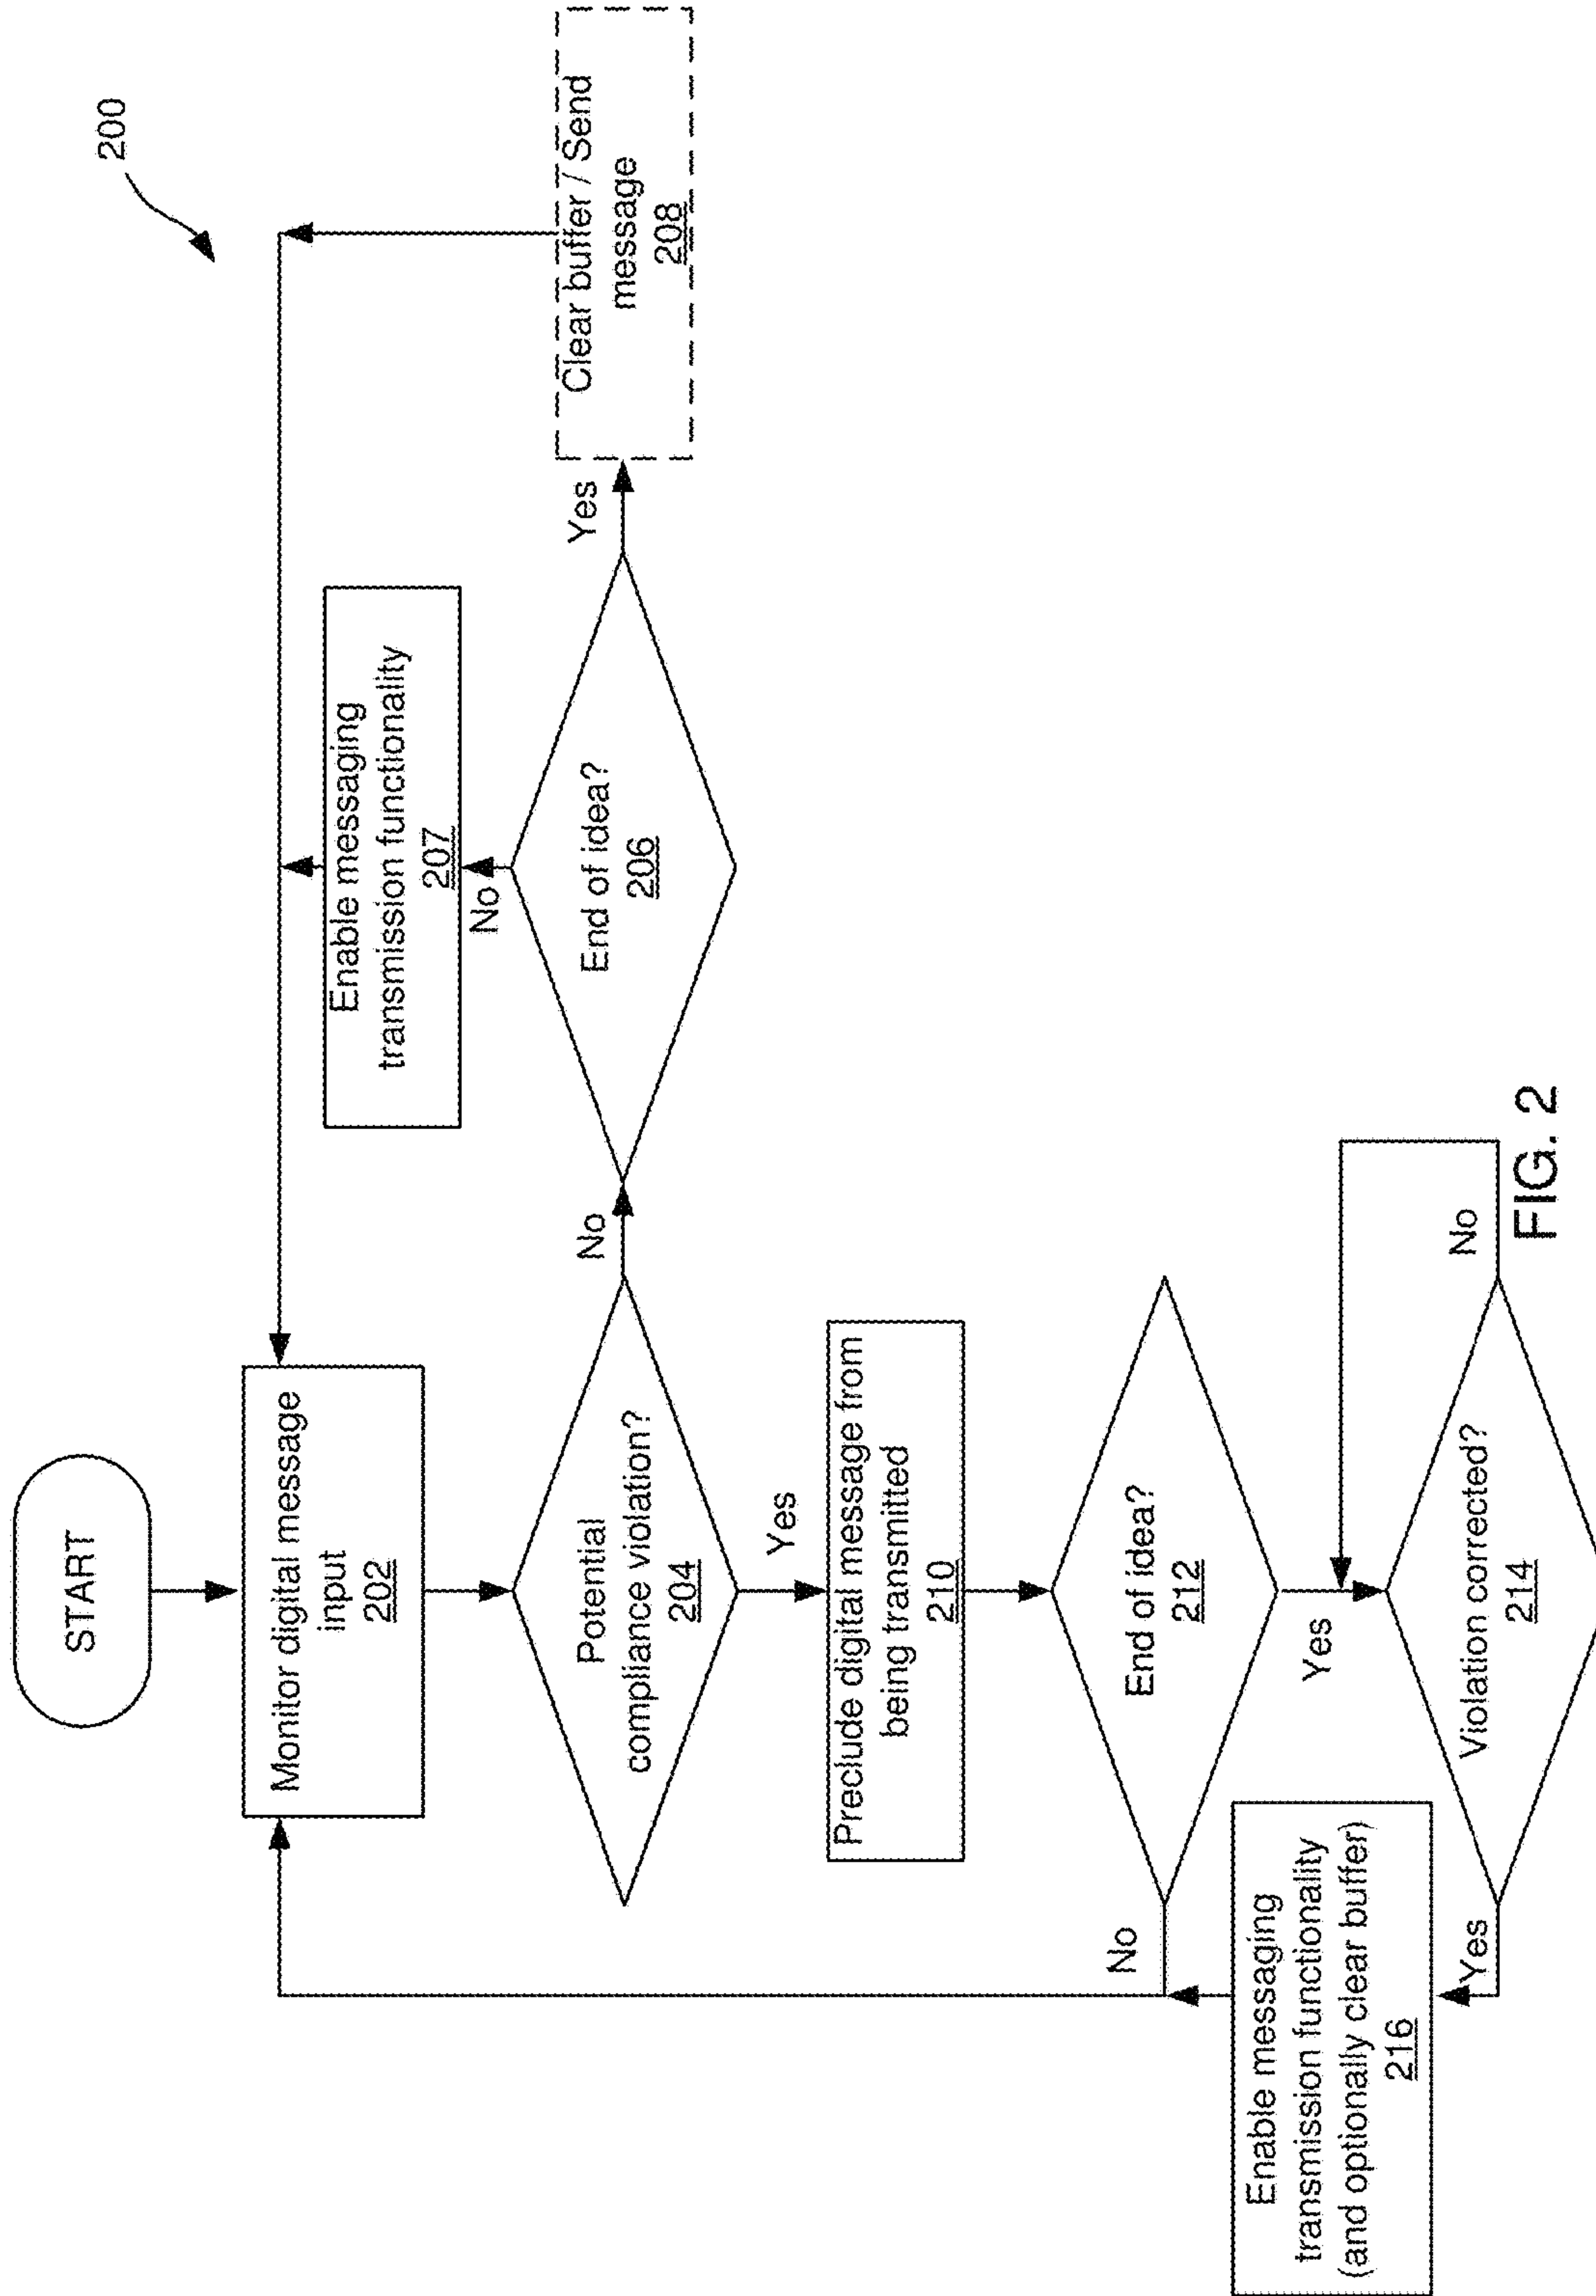 200
START
Monitor digital message
input
202
Potential
compliance violation?
204
No
Yes
End of idea?
206
No
Yes
Enable messaging
transmission functionality
207
Clear buffer / Send
message
208
Preclude digital message from
being transmitted
210
End of idea?
212
No
Yes
Violation corrected?
214
No
Yes
Enable messaging
transmission functionality
(and optionally clear buffer)
216
FIG. 2